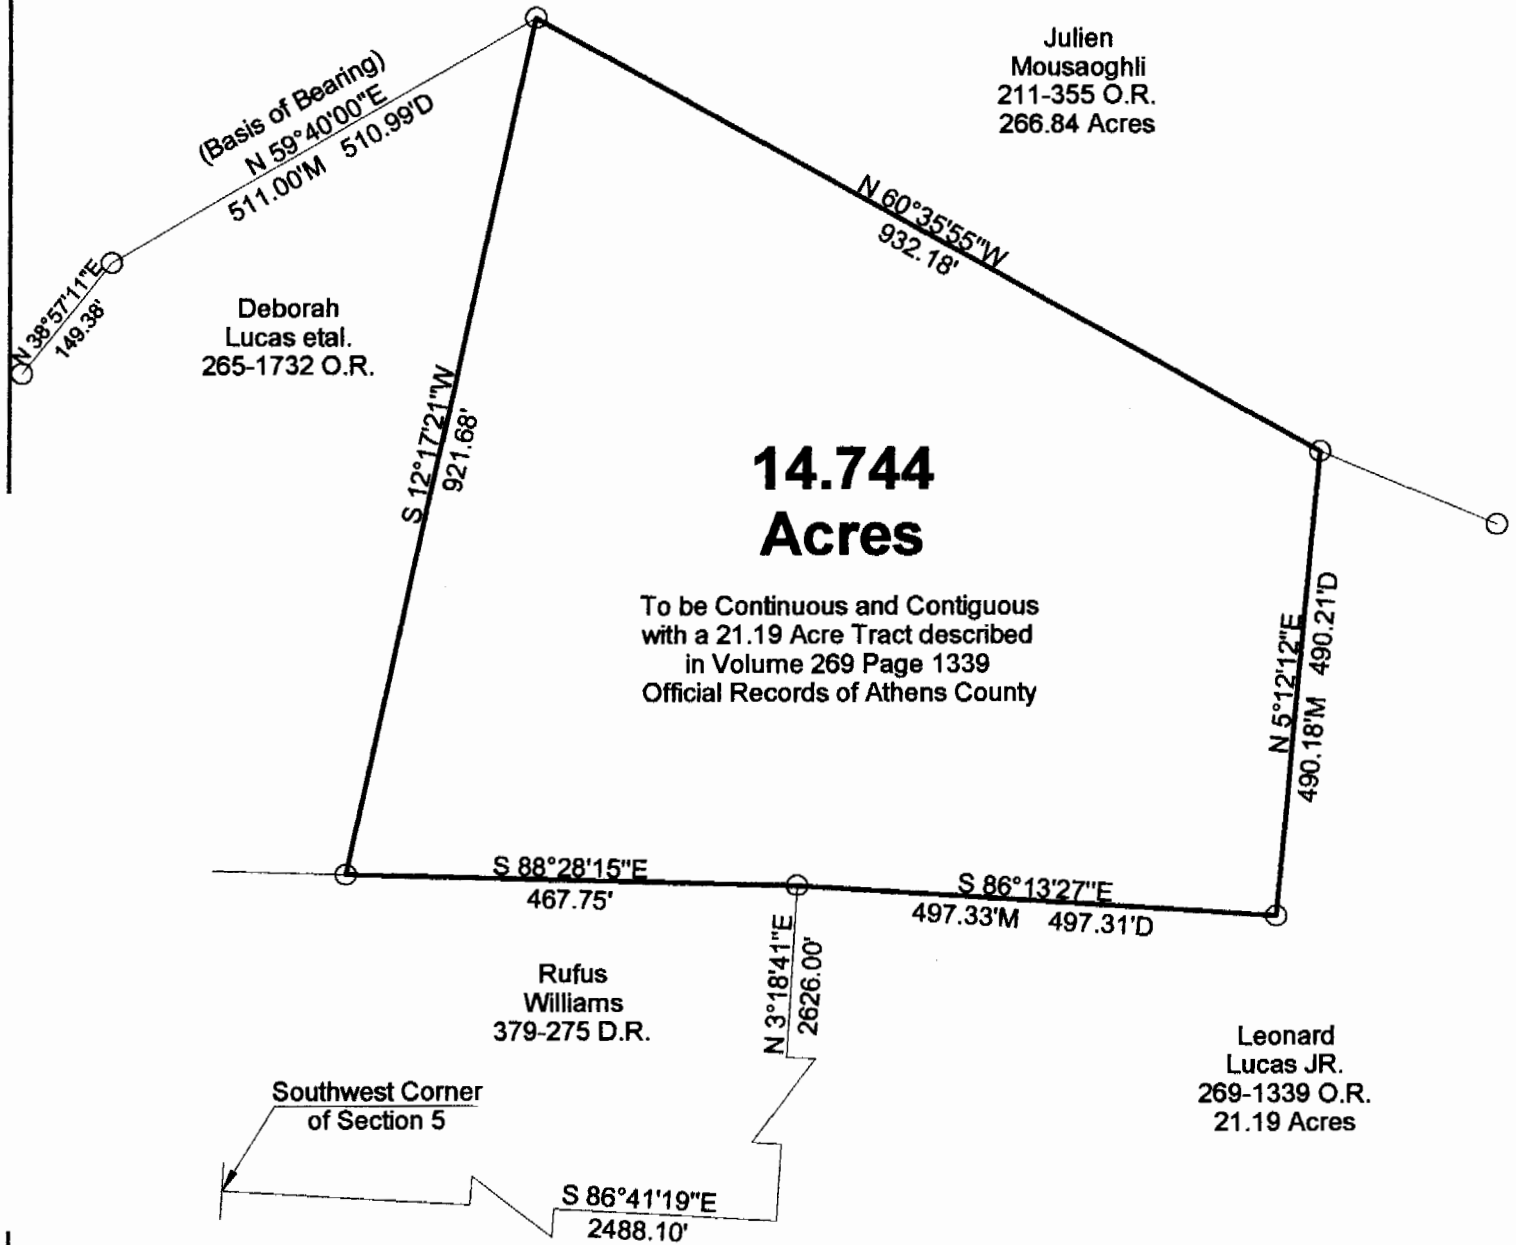 Julien
Mousaoghli
211-355 O.R.
266.84 Acres
(Basis of Bearing)
N 59°40'00"E
511.00'M 510.99'D
N 60°35'55"W
932.18'
N 38°57'11"E
149.38'
Deborah
Lucas etal.
265-1732 O.R.
S 12°17'21"W
921.68'
14.744
Acres
To be Continuous and Contiguous
with a 21.19 Acre Tract described
in Volume 269 Page 1339
Official Records of Athens County
N 5°12'12"E
490.18'M 490.21'D
S 88°28'15"E
467.75'
S 86°13'27"E
497.33'M 497.31'D
N 3°18'41"E
2626.00'
Rufus
Williams
379-275 D.R.
Leonard
Lucas JR.
269-1339 O.R.
21.19 Acres
Southwest Corner
of Section 5
S 86°41'19"E
2488.10'